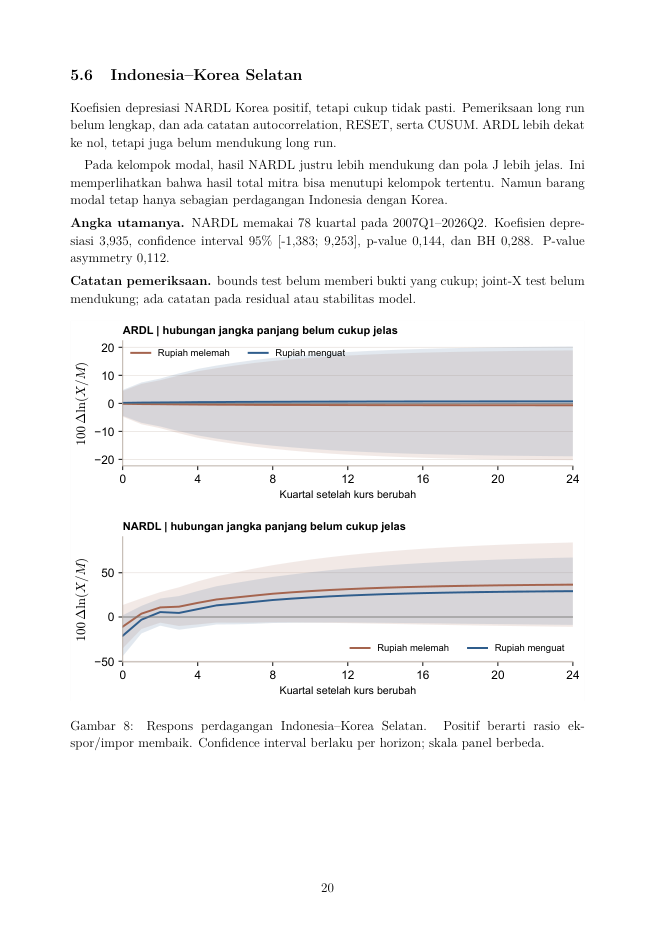 5.6 Indonesia–Korea Selatan
Koefisien depresiasi NARDL Korea positif, tetapi cukup tidak pasti. Pemeriksaan long run
belum lengkap, dan ada catatan autocorrelation, RESET, serta CUSUM. ARDL lebih dekat
ke nol, tetapi juga belum mendukung long run.
Pada kelompok modal, hasil NARDL justru lebih mendukung dan pola J lebih jelas. Ini
memperlihatkan bahwa hasil total mitra bisa menutupi kelompok tertentu. Namun barang
modal tetap hanya sebagian perdagangan Indonesia dengan Korea.
Angka utamanya. NARDL memakai 78 kuartal pada 2007Q1–2026Q2. Koefisien depre-
siasi 3,935, confidence interval 95% [-1,383; 9,253], p-value 0,144, dan BH 0,288. P-value
asymmetry 0,112.
Catatan pemeriksaan. bounds test belum memberi bukti yang cukup; joint-X test belum
mendukung; ada catatan pada residual atau stabilitas model.
ARDL | hubungan jangka panjang belum cukup jelas
Rupiah melemah Rupiah menguat
100 Δln(X/M)
20
10
0
−10
−20
0 4 8 12 16 20 24
Kuartal setelah kurs berubah
NARDL | hubungan jangka panjang belum cukup jelas
100 Δln(X/M)
50
0
−50
Rupiah melemah Rupiah menguat
0 4 8 12 16 20 24
Kuartal setelah kurs berubah
Gambar 8: Respons perdagangan Indonesia–Korea Selatan. Positif berarti rasio ek-
spor/impor membaik. Confidence interval berlaku per horizon; skala panel berbeda.
20